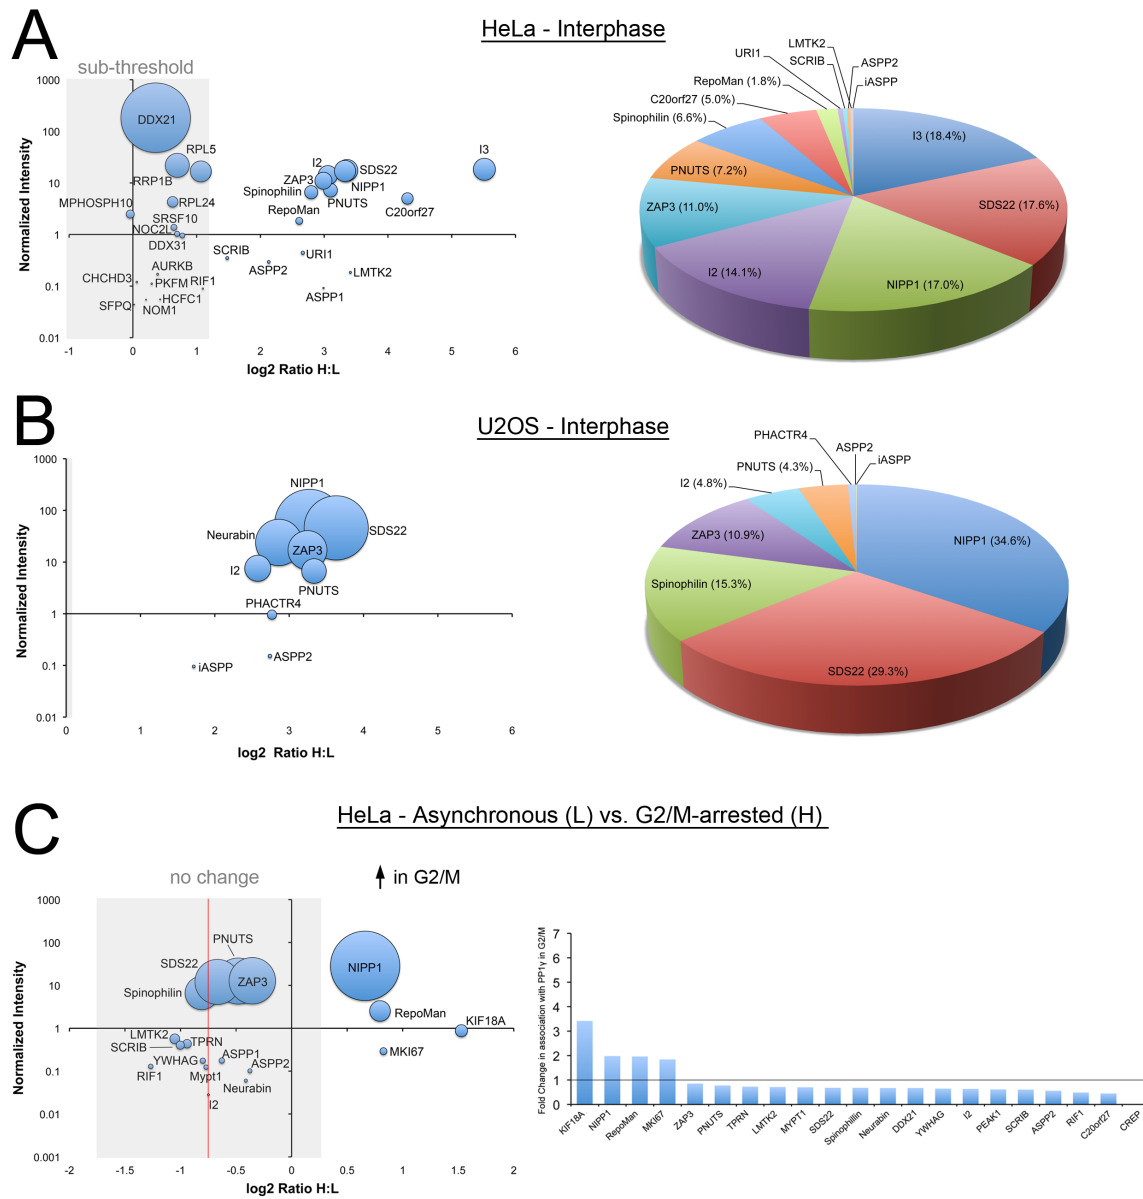 A
HeLa - Interphase
sub-threshold
Normalized Intensity
1000
100
10
1
0.1
0.01
-1
0
1
2
3
4
5
6
log2 Ratio H:L
DDX21
RPL5
RRP1B
MPHOSPH10
RPL24
SRSF10
NOC2L
DDX31
AURKB
CHCHD3
PKFM
RIF1
HCFC1
SFPQ
NOM1
I2
SDS22
I3
ZAP3
NIPP1
Spinophilin
PNUTS
RepoMan
C20orf27
SCRIB
URI1
ASPP2
LMTK2
ASPP1
LMTK2
URI1
SCRIB
ASPP2
RepoMan (1.8%)
iASPP
C20orf27 (5.0%)
Spinophilin (6.6%)
I3 (18.4%)
PNUTS (7.2%)
ZAP3 (11.0%)
SDS22 (17.6%)
I2 (14.1%)
NIPP1 (17.0%)
B
U2OS - Interphase
Normalized Intensity
1000
100
10
1
0.1
0.01
0
1
2
3
4
5
6
log2 Ratio H:L
NIPP1
SDS22
Neurabin
ZAP3
I2
PNUTS
PHACTR4
iASPP
ASPP2
PHACTR4
ASPP2
iASPP
PNUTS (4.3%)
I2 (4.8%)
ZAP3 (10.9%)
NIPP1 (34.6%)
Spinophilin (15.3%)
SDS22 (29.3%)
C
HeLa - Asynchronous (L) vs. G2/M-arrested (H)
no change
in G2/M
Normalized Intensity
1000
100
10
1
0.1
0.01
0.001
-2
-1.5
-1
-0.5
0
0.5
1
1.5
2
log2 Ratio H:L
PNUTS
SDS22
ZAP3
Spinophilin
NIPP1
RepoMan
KIF18A
MKI67
LMTK2
TPRN
SCRIB
YWHAG
ASPP1
ASPP2
RIF1
Mypt1
Neurabin
I2
Fold Change in association with PP1γ in G2/M
7
6
5
4
3
2
1
0
KIF18A
NIPP1
RepoMan
MKI67
ZAP3
PNUTS
TPRN
LMTK2
MYPT1
SDS22
Spinophilin
Neurabin
DDX21
YWHAG
I2
PEAK1
SCRIB
ASPP2
RIF1
C20orf27
CREP